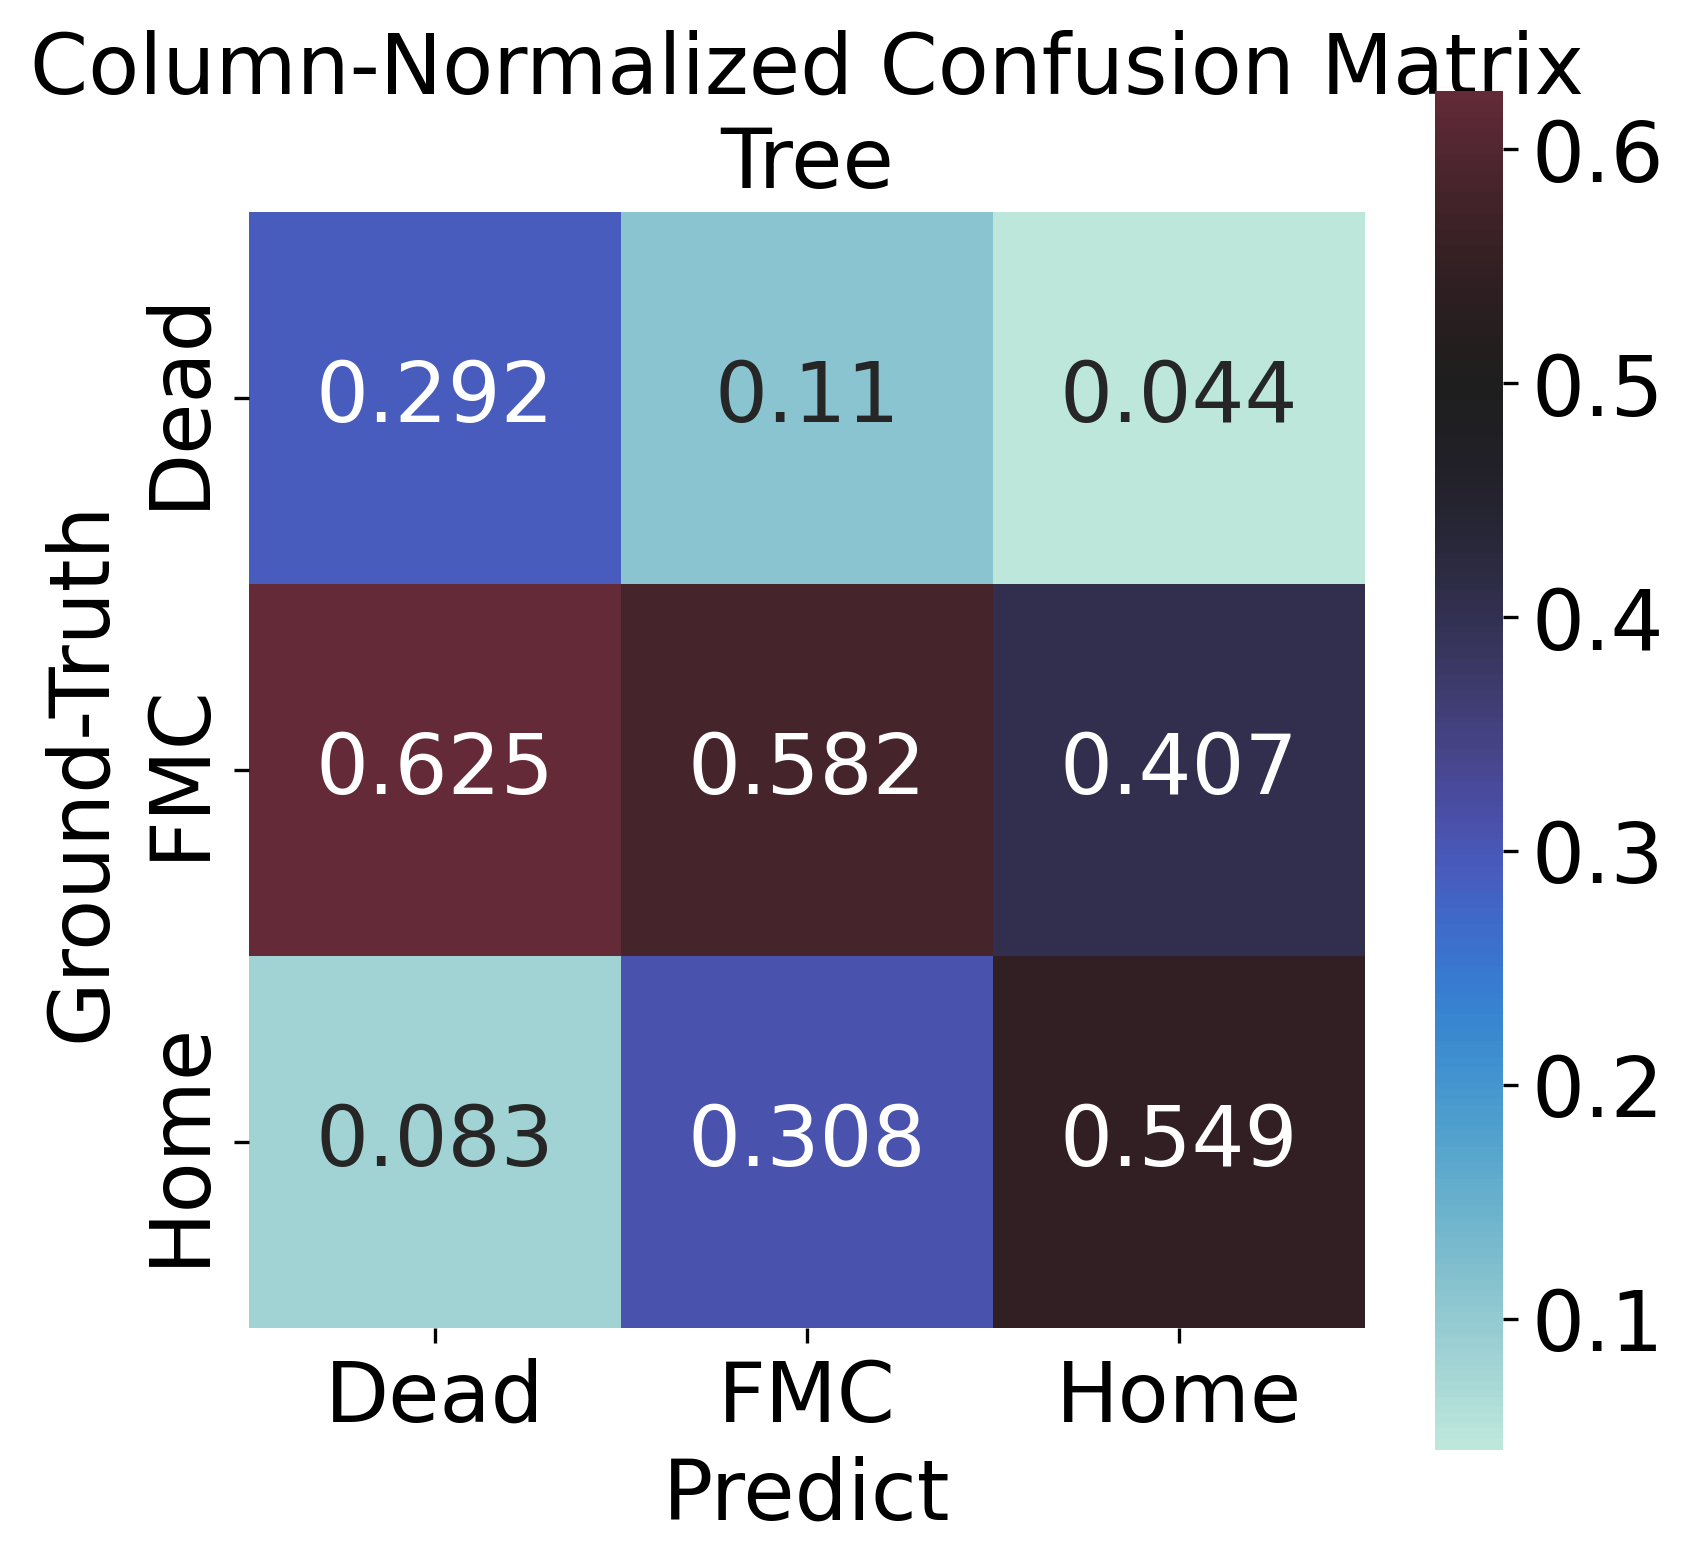 Column-Normalized Confusion Matrix
Tree
Ground-Truth
Dead
0.292 0.11 0.044
FMC
0.625 0.582 0.407
Home
0.083 0.308 0.549
Dead FMC Home
Predict
0.6
0.5
0.4
0.3
0.2
0.1